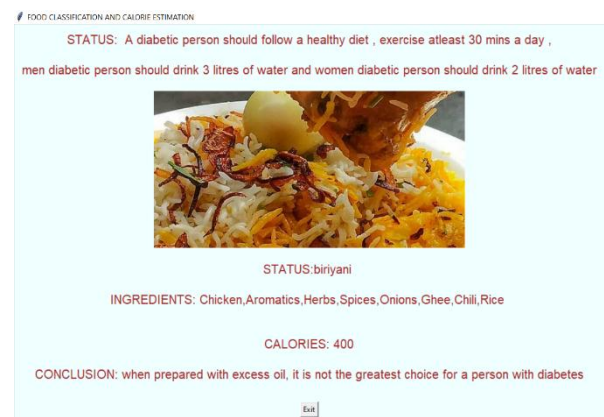 FOOD CLASSIFICATION AND CALORIE ESTIMATION
STATUS: A diabetic person should follow a healthy diet , exercise atleast 30 mins a day ,
men diabetic person should drink 3 litres of water and women diabetic person should drink 2 litres of water
STATUS:biriyani
INGREDIENTS: Chicken,Aromatics,Herbs,Spices,Onions,Ghee,Chili,Rice
CALORIES: 400
CONCLUSION: when prepared with excess oil, it is not the greatest choice for a person with diabetes
Exit